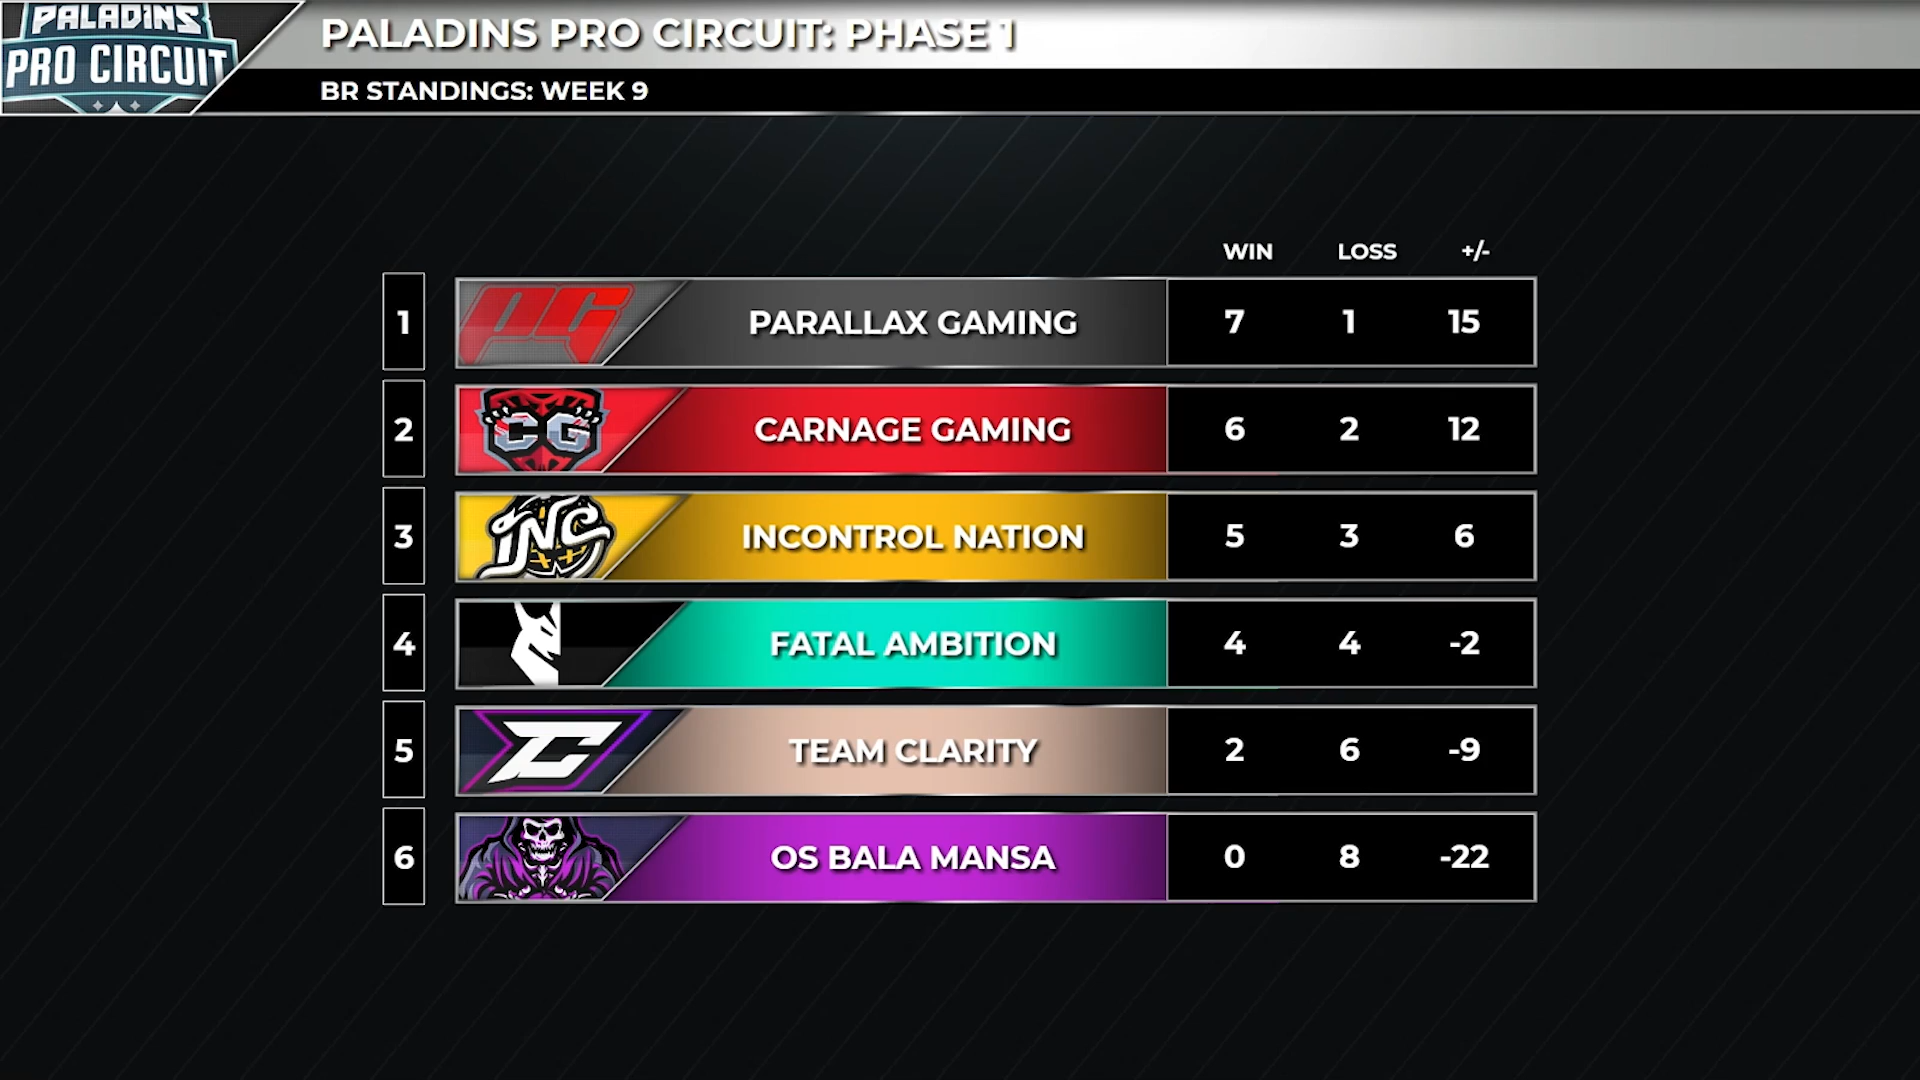 PALADINS
PRO CIRCUIT
PALADINS PRO CIRCUIT: PHASE 1
BR STANDINGS: WEEK 9
WIN LOSS +/-
1 PG PARALLAX GAMING 7 1 15
2 CG CARNAGE GAMING 6 2 12
3 INC INCONTROL NATION 5 3 6
4 FATAL AMBITION 4 4 -2
5 TC TEAM CLARITY 2 6 -9
6 OS BALA MANSA 0 8 -22